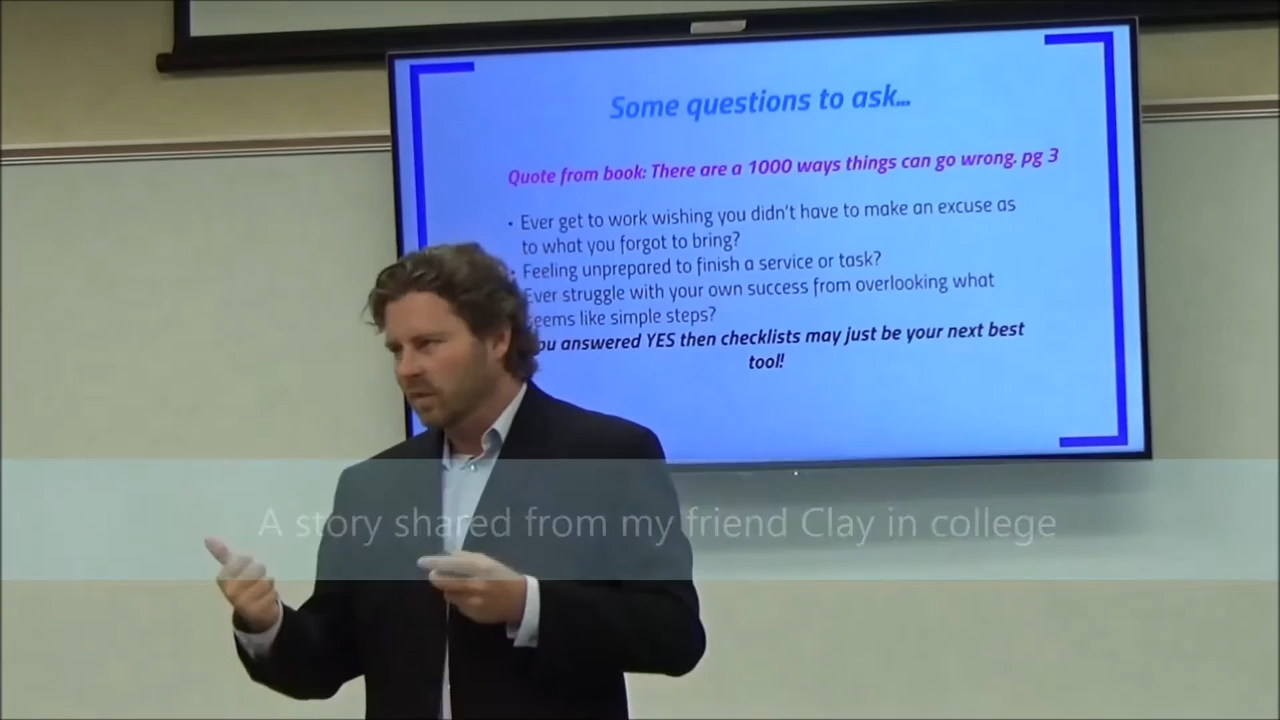 Some questions to ask...
Quote from book: There are a 1000 ways things can go wrong. pg 3
• Ever get to work wishing you didn't have to make an excuse as
to what you forgot to bring?
• Feeling unprepared to finish a service or task?
Ever struggle with your own success from overlooking what
seems like simple steps?
you answered YES then checklists may just be your next best
tool!
A story shared from my friend Clay in college